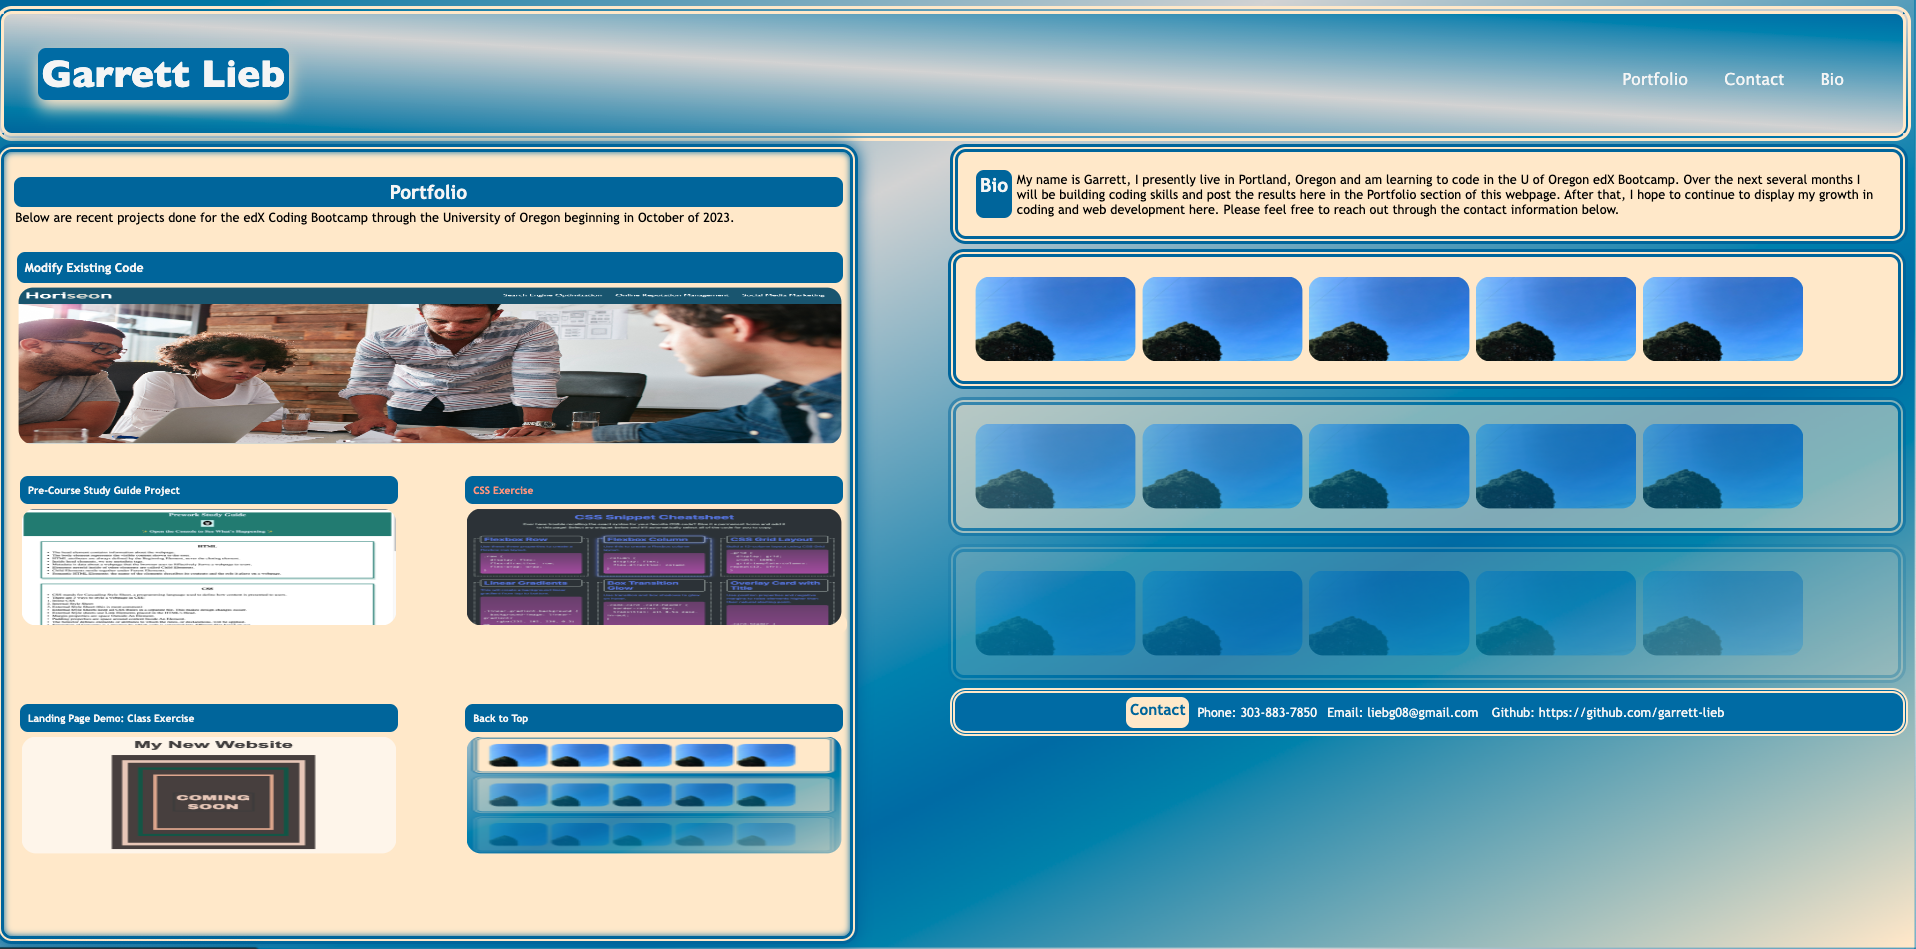 Garrett Lieb
Portfolio Contact Bio
Portfolio
Below are recent projects done for the edX Coding Bootcamp through the University of Oregon beginning in October of 2023.
Modify Existing Code
Horiseon
Search Engine Optimization Online Reputation Management Social Media Marketing
Pre-Course Study Guide Project
Prework Study Guide
HTML
CSS
CSS Exercise
CSS Snippet Cheatsheet
Flexbox Row
Flexbox Column
CSS Grid Layout
Linear Gradients
Box Transition
Glow
Overlay Card with
Title
Landing Page Demo: Class Exercise
My New Website
COMING
SOON
Back to Top
Bio
My name is Garrett, I presently live in Portland, Oregon and am learning to code in the U of Oregon edX Bootcamp. Over the next several months I
will be building coding skills and post the results here in the Portfolio section of this webpage. After that, I hope to continue to display my growth in
coding and web development here. Please feel free to reach out through the contact information below.
Contact
Phone: 303-883-7850 Email: liebg08@gmail.com Github: https://github.com/garrett-lieb